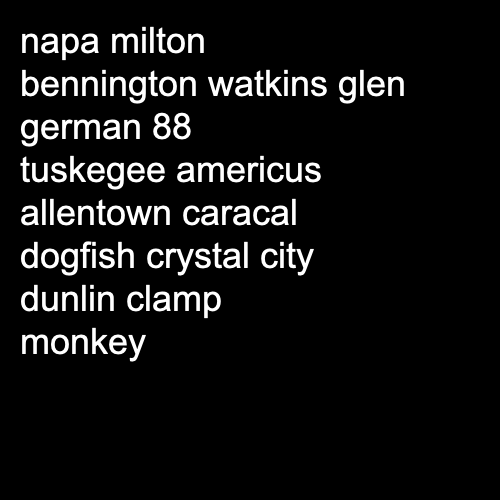 napa milton
bennington watkins glen
german 88
tuskegee americus
allentown caracal
dogfish crystal city
dunlin clamp
monkey